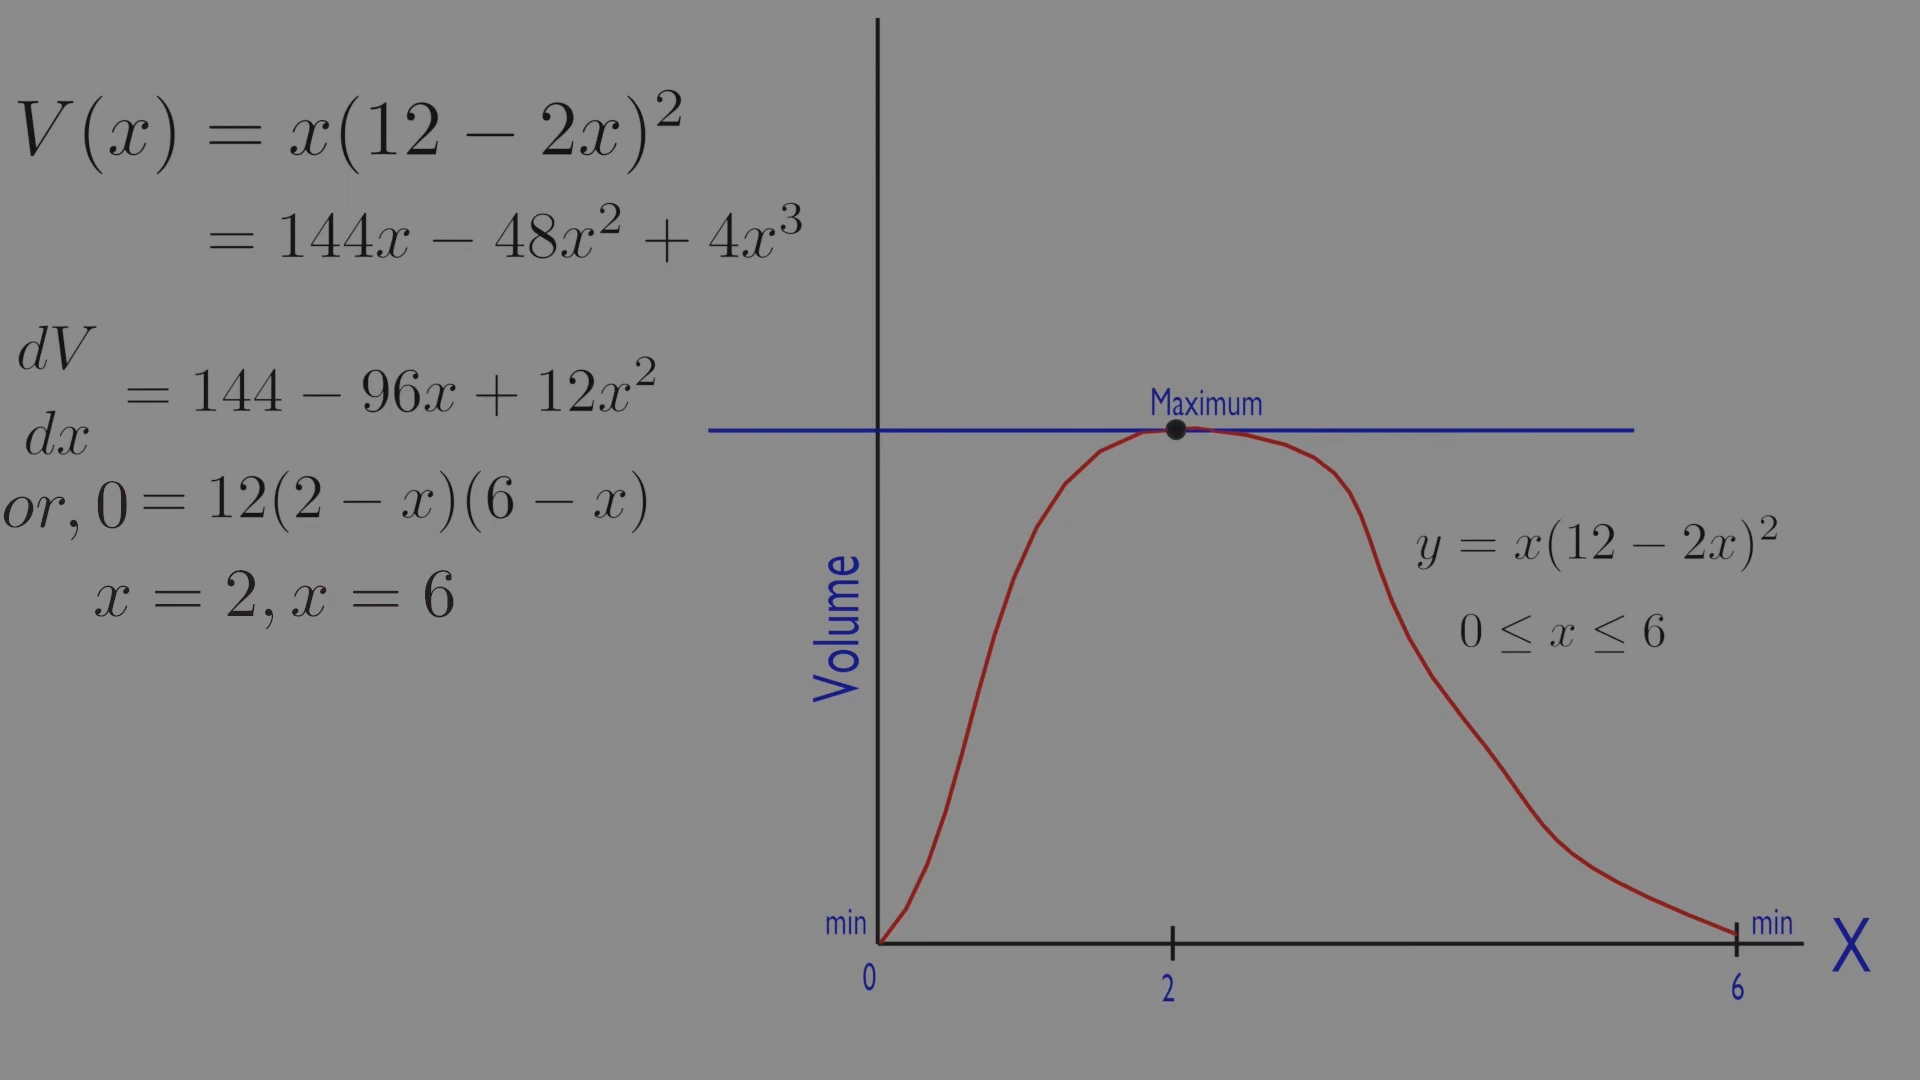 V(x) = x(12 − 2x)²
= 144x − 48x² + 4x³
dV
dx
= 144 − 96x + 12x²
or, 0 = 12(2 − x)(6 − x)
x = 2, x = 6
Maximum
Volume
y = x(12 − 2x)²
0 ≤ x ≤ 6
min
min
X
0
2
6